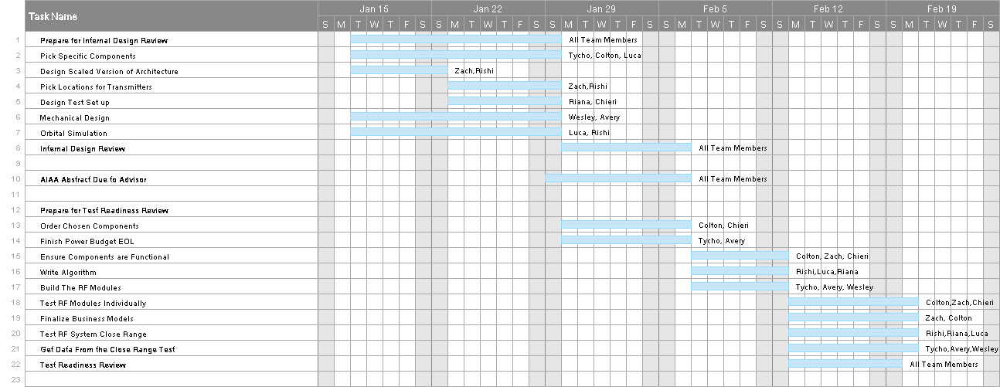 Task Name
Jan 15 Jan 22 Jan 29 Feb 5 Feb 12 Feb 19
S M T W T F S S M T W T F S S M T W T F S S M T W T F S S M T W T F S S M T W T F S
1 Prepare for Internal Design Review All Team Members
2 Pick Specific Components Tycho, Colton, Luca
3 Design Scaled Version of Architecture Zach,Rishi
4 Pick Locations for Transmitters Zach,Rishi
5 Design Test Set up Riana, Chieri
6 Mechanical Design Wesley, Avery
7 Orbital Simulation Luca, Rishi
8 Internal Design Review All Team Members
9
10 AIAA Abstract Due to Advisor All Team Members
11
12 Prepare for Test Readiness Review
13 Order Chosen Components Colton, Chieri
14 Finish Power Budget EOL Tycho, Avery
15 Ensure Components are Functional Colton, Zach, Chieri
16 Write Algorithm Rishi,Luca,Riana
17 Build The RF Modules Tycho, Avery, Wesley
18 Test RF Modules Individually Colton,Zach,Chieri
19 Finalize Business Models Zach, Colton
20 Test RF System Close Range Rishi,Riana,Luca
21 Get Data From the Close Range Test Tycho,Avery,Wesley
22 Test Readiness Review All Team Members
23